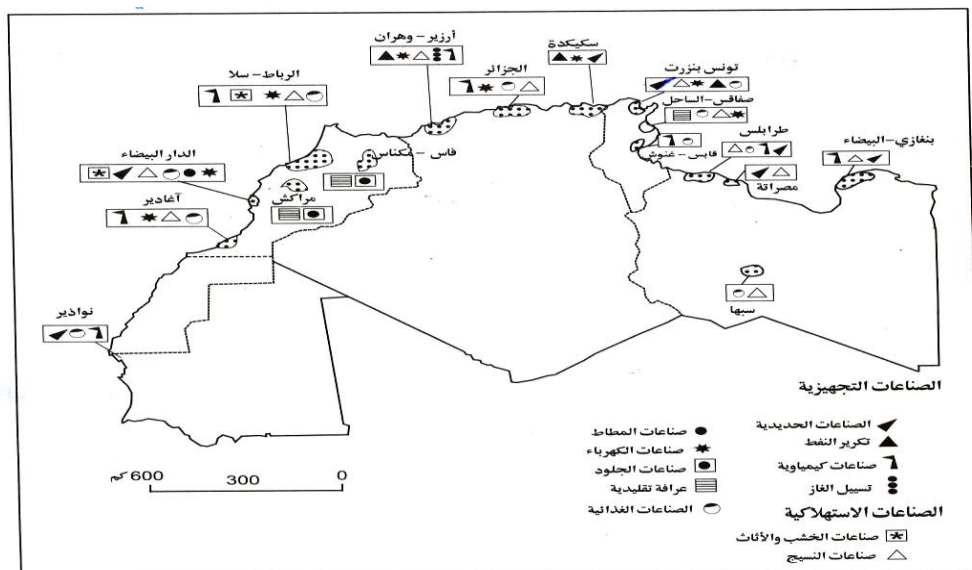 أرزير - وهران
سكيكدة
الجزائر
تونس بنزرت
الرباط - سلا
صفاقس - الساحل
طرابلس
بنغازي - البيضاء
فاس - مكناس
قابس - غنوش
مصراتة
الدار البيضاء
مراكش
آغادير
سبها
نواذير
الصناعات التجهيزية
الصناعات الحديدية
تكرير النفط
صناعات كيمياوية
تسييل الغاز
صناعات المطاط
صناعات الكهرباء
صناعات الجلود
عرافة تقليدية
الصناعات الغذائية
الصناعات الاستهلاكية
صناعات الخشب والأثاث
صناعات النسيج
600 كم 300 0